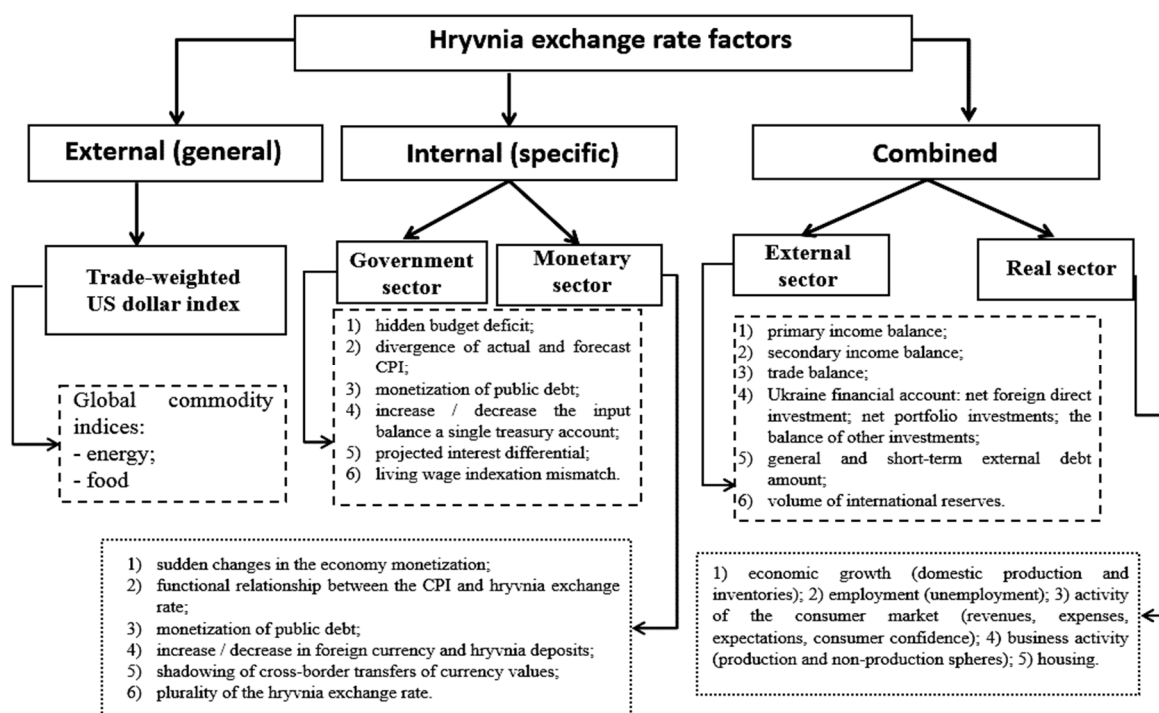 Hryvnia exchange rate factors
External (general)
Internal (specific)
Combined
Trade-weighted
US dollar index
Government
sector
Monetary
sector
External
sector
Real sector
Global commodity
indices:
- energy;
- food
1) hidden budget deficit;
2) divergence of actual and forecast
CPI;
3) monetization of public debt;
4) increase / decrease the input
balance a single treasury account;
5) projected interest differential;
6) living wage indexation mismatch.
1) primary income balance;
2) secondary income balance;
3) trade balance;
4) Ukraine financial account: net foreign direct
investment; net portfolio investments; the
balance of other investments;
5) general and short-term external debt
amount;
6) volume of international reserves.
1) sudden changes in the economy monetization;
2) functional relationship between the CPI and hryvnia exchange
rate;
3) monetization of public debt;
4) increase / decrease in foreign currency and hryvnia deposits;
5) shadowing of cross-border transfers of currency values;
6) plurality of the hryvnia exchange rate.
1) economic growth (domestic production and
inventories); 2) employment (unemployment); 3) activity
of the consumer market (revenues, expenses,
expectations, consumer confidence); 4) business activity
(production and non-production spheres); 5) housing.